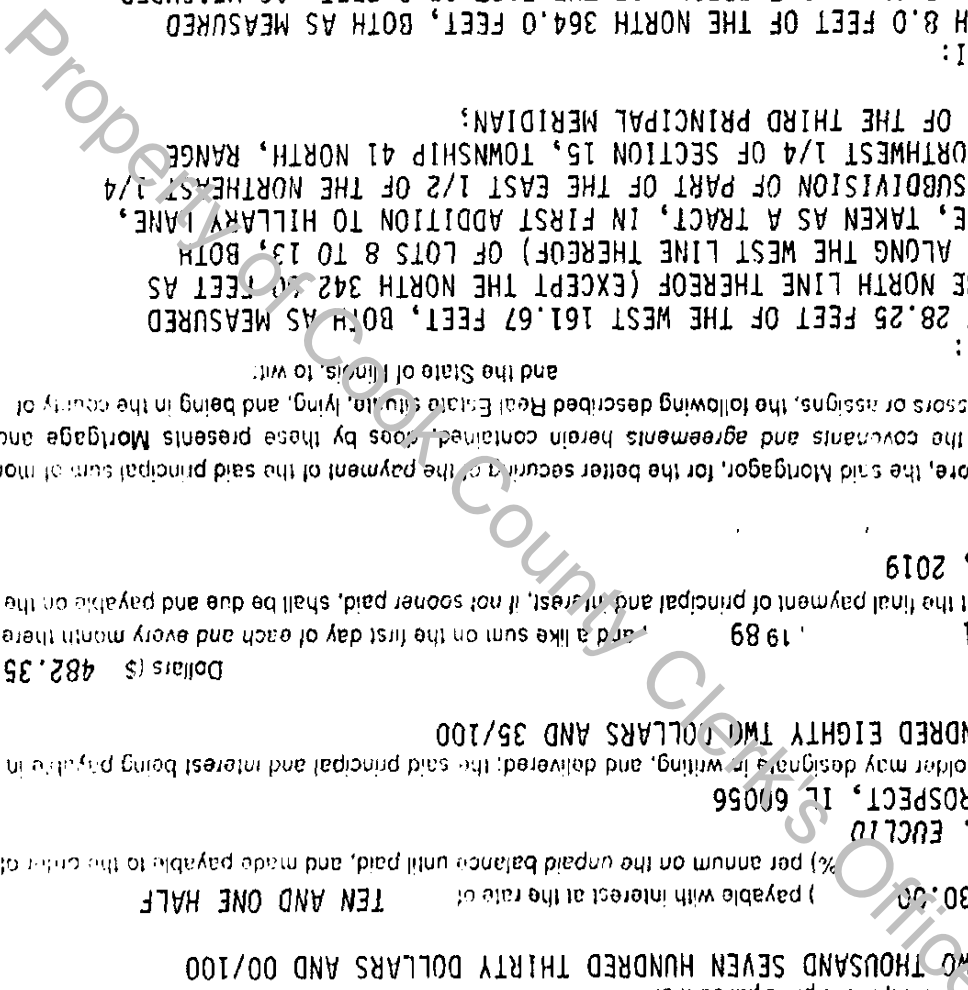 WO THOUSAND SEVEN HUNDRED THIRTY DOLLARS AND 00/100
30.00 ) payable with interest at the rate of TEN AND ONE HALF
%) per annum on the unpaid balance until paid, and made payable to the order of
. EUCLID
ROSPECT, IL 60056
older may designate in writing, and delivered; the said principal and interest being payable in
NDRED EIGHTY TWO DOLLARS AND 35/100
Dollars ($ 482.35
, 1989 , and a like sum on the first day of each and every month there
t the final payment of principal and interest, if not sooner paid, shall be due and payable on the
, 2019
ore, the said Mortgagor, for the better securing of the payment of the said principal sum of mon
the covenants and agreements herein contained, does by these presents Mortgage and
ssors or assigns, the following described Real Estate situate, lying, and being in the county of
and the State of Illinois, to wit:
:
28.25 FEET OF THE WEST 161.67 FEET, BOTH AS MEASURED
E NORTH LINE THEREOF (EXCEPT THE NORTH 342.50 FEET AS
ALONG THE WEST LINE THEREOF) OF LOTS 8 TO 13, BOTH
E, TAKEN AS A TRACT, IN FIRST ADDITION TO HILLARY LANE,
SUBDIVISION OF PART OF THE EAST 1/2 OF THE NORTHEAST 1/4
ORTHWEST 1/4 OF SECTION 15, TOWNSHIP 41 NORTH, RANGE
OF THE THIRD PRINCIPAL MERIDIAN;
I:
H 8.0 FEET OF THE NORTH 364.0 FEET, BOTH AS MEASURED
Property of Cook County Clerk's Office